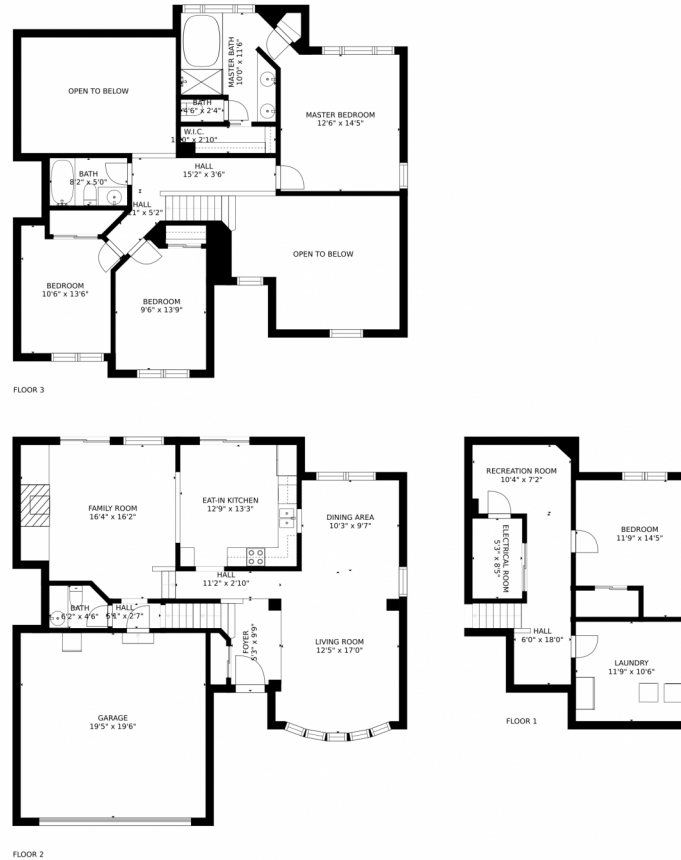 OPEN TO BELOW
MASTER BATH
10'0" x 11'6"
BATH
4'6" x 2'4"
W.I.C.
MASTER BEDROOM
12'6" x 14'5"
HALL
15'2" x 3'6"
BATH
8'2" x 5'0"
HALL
5'2"
OPEN TO BELOW
BEDROOM
10'6" x 13'6"
BEDROOM
9'6" x 13'9"
FLOOR 3
FAMILY ROOM
16'4" x 16'2"
EAT-IN KITCHEN
12'9" x 13'3"
DINING AREA
10'3" x 9'7"
HALL
11'2" x 2'10"
BATH
6'2" x 4'6"
HALL
x 2'7"
FOYER
5'3" x 9'9"
LIVING ROOM
12'5" x 17'0"
GARAGE
19'5" x 19'6"
FLOOR 2
RECREATION ROOM
10'4" x 7'2"
ELECTRICAL ROOM
5'3" x 8'5"
BEDROOM
11'9" x 14'5"
HALL
6'0" x 18'0"
LAUNDRY
11'9" x 10'6"
FLOOR 1